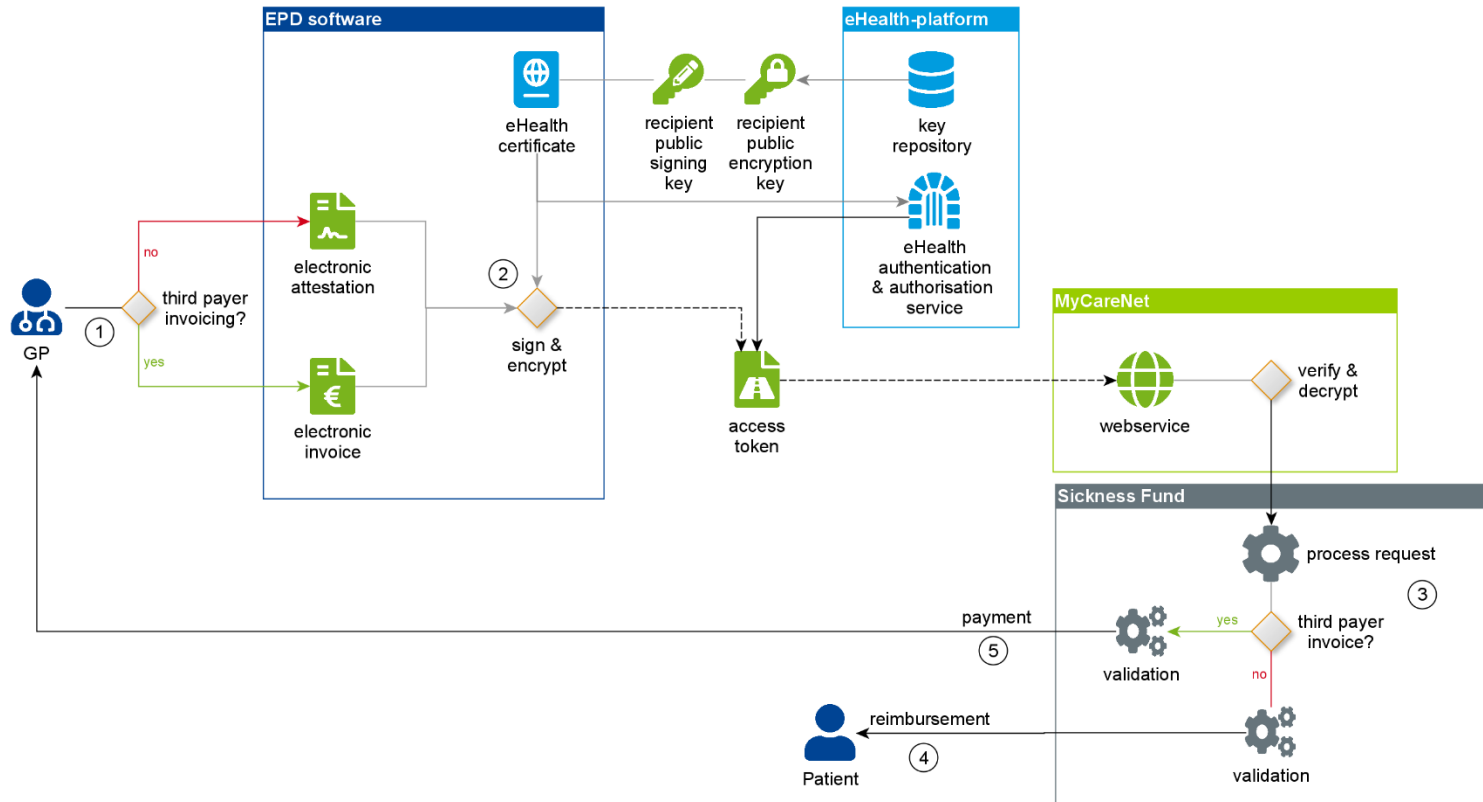 EPD software
eHealth-platform
eHealth
certificate
recipient
public
signing
key
recipient
public
encryption
key
key
repository
no
electronic
attestation
2
eHealth
authentication
& authorisation
service
GP
1
third payer
invoicing?
yes
sign &
encrypt
electronic
invoice
access
token
MyCareNet
webservice
verify &
decrypt
Sickness Fund
process request
3
payment
5
yes
third payer
invoice?
validation
no
reimbursement
4
Patient
validation